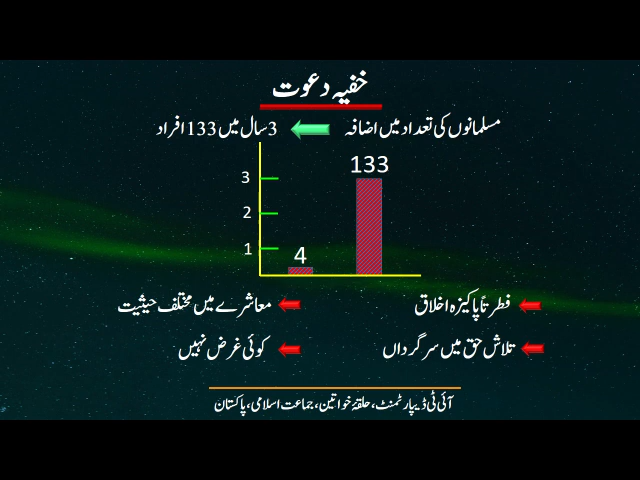 خفیہ دعوت
مسلمانوں کی تعداد میں اضافہ 3 سال میں 133 افراد
133
3
2
1
4
فطرتاً پاکیزہ اخلاق
معاشرے میں مختلف حیثیت
تلاش حق میں سرگرداں
کوئی غرض نہیں
آئی ٹی ڈیپارٹمنٹ، حلقۂ خواتین، جماعت اسلامی، پاکستان